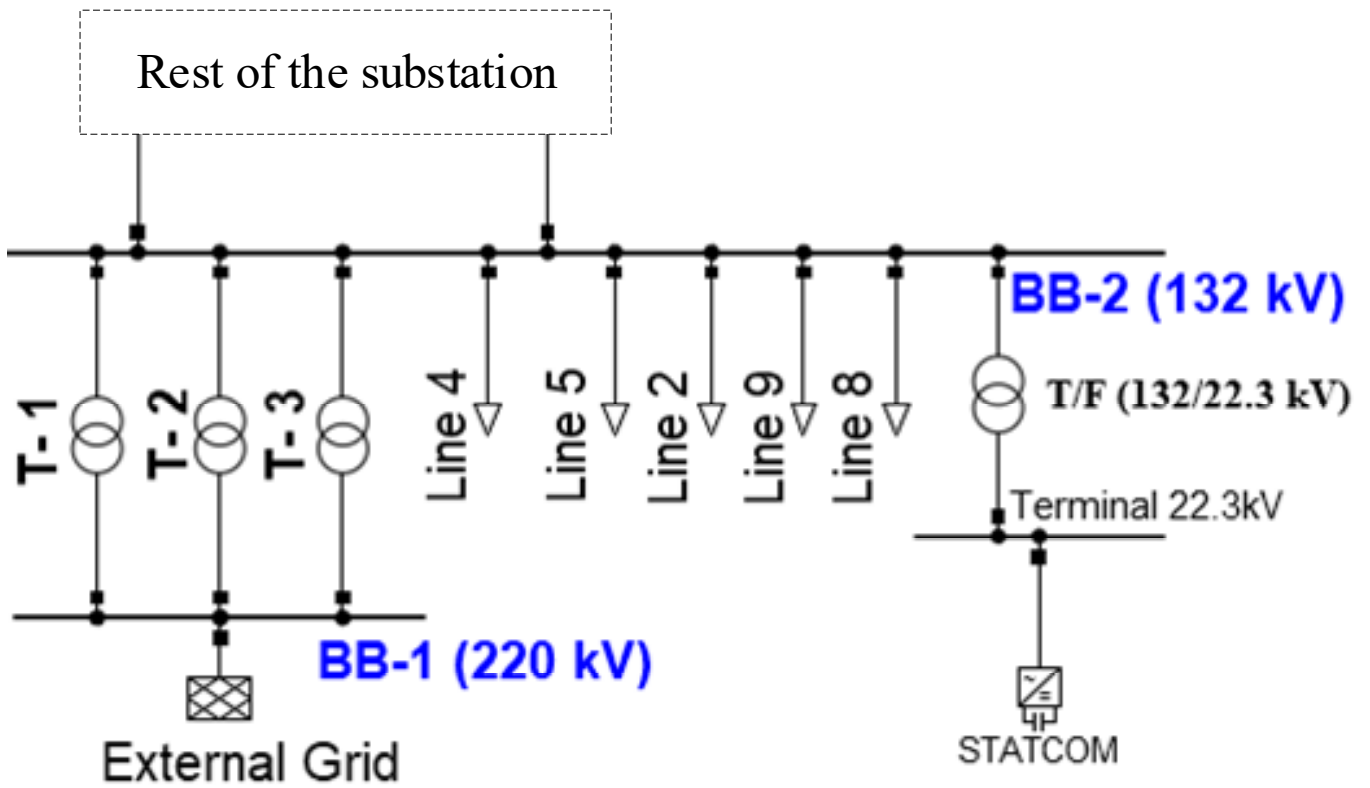 Rest of the substation
BB-2 (132 kV)
T- 1
T- 2
T- 3
Line 4
Line 5
Line 2
Line 9
Line 8
T/F (132/22.3 kV)
Terminal 22.3kV
BB-1 (220 kV)
External Grid
STATCOM